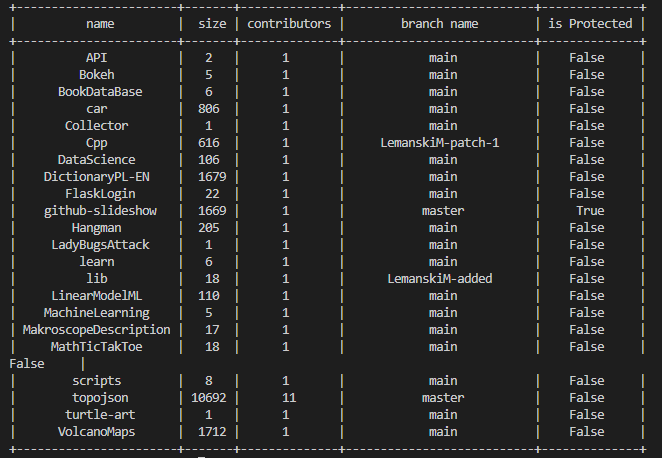 +--------------------+-------+--------------+------------------------+--------------+
| name | size | contributors | branch name | is Protected |
+--------------------+-------+--------------+------------------------+--------------+
| API | 2 | 1 | main | False |
| Bokeh | 5 | 1 | main | False |
| BookDataBase | 6 | 1 | main | False |
| car | 806 | 1 | main | False |
| Collector | 1 | 1 | main | False |
| Cpp | 616 | 1 | LemanskiM-patch-1 | False |
| DataScience | 106 | 1 | main | False |
| DictionaryPL-EN | 1679 | 1 | main | False |
| FlaskLogin | 22 | 1 | main | False |
| github-slideshow | 1669 | 1 | master | True |
| Hangman | 205 | 1 | main | False |
| LadyBugsAttack | 1 | 1 | main | False |
| learn | 6 | 1 | main | False |
| lib | 18 | 1 | LemanskiM-added | False |
| LinearModelML | 110 | 1 | main | False |
| MachineLearning | 5 | 1 | main | False |
| MakroscopeDescription | 17 | 1 | main | False |
| MathTicTakToe | 18 | 1 | main | False |
False |
| scripts | 8 | 1 | main | False |
| topojson | 10692 | 11 | master | False |
| turtle-art | 1 | 1 | main | False |
| VolcanoMaps | 1712 | 1 | main | False |
+--------------------+-------+--------------+------------------------+--------------+